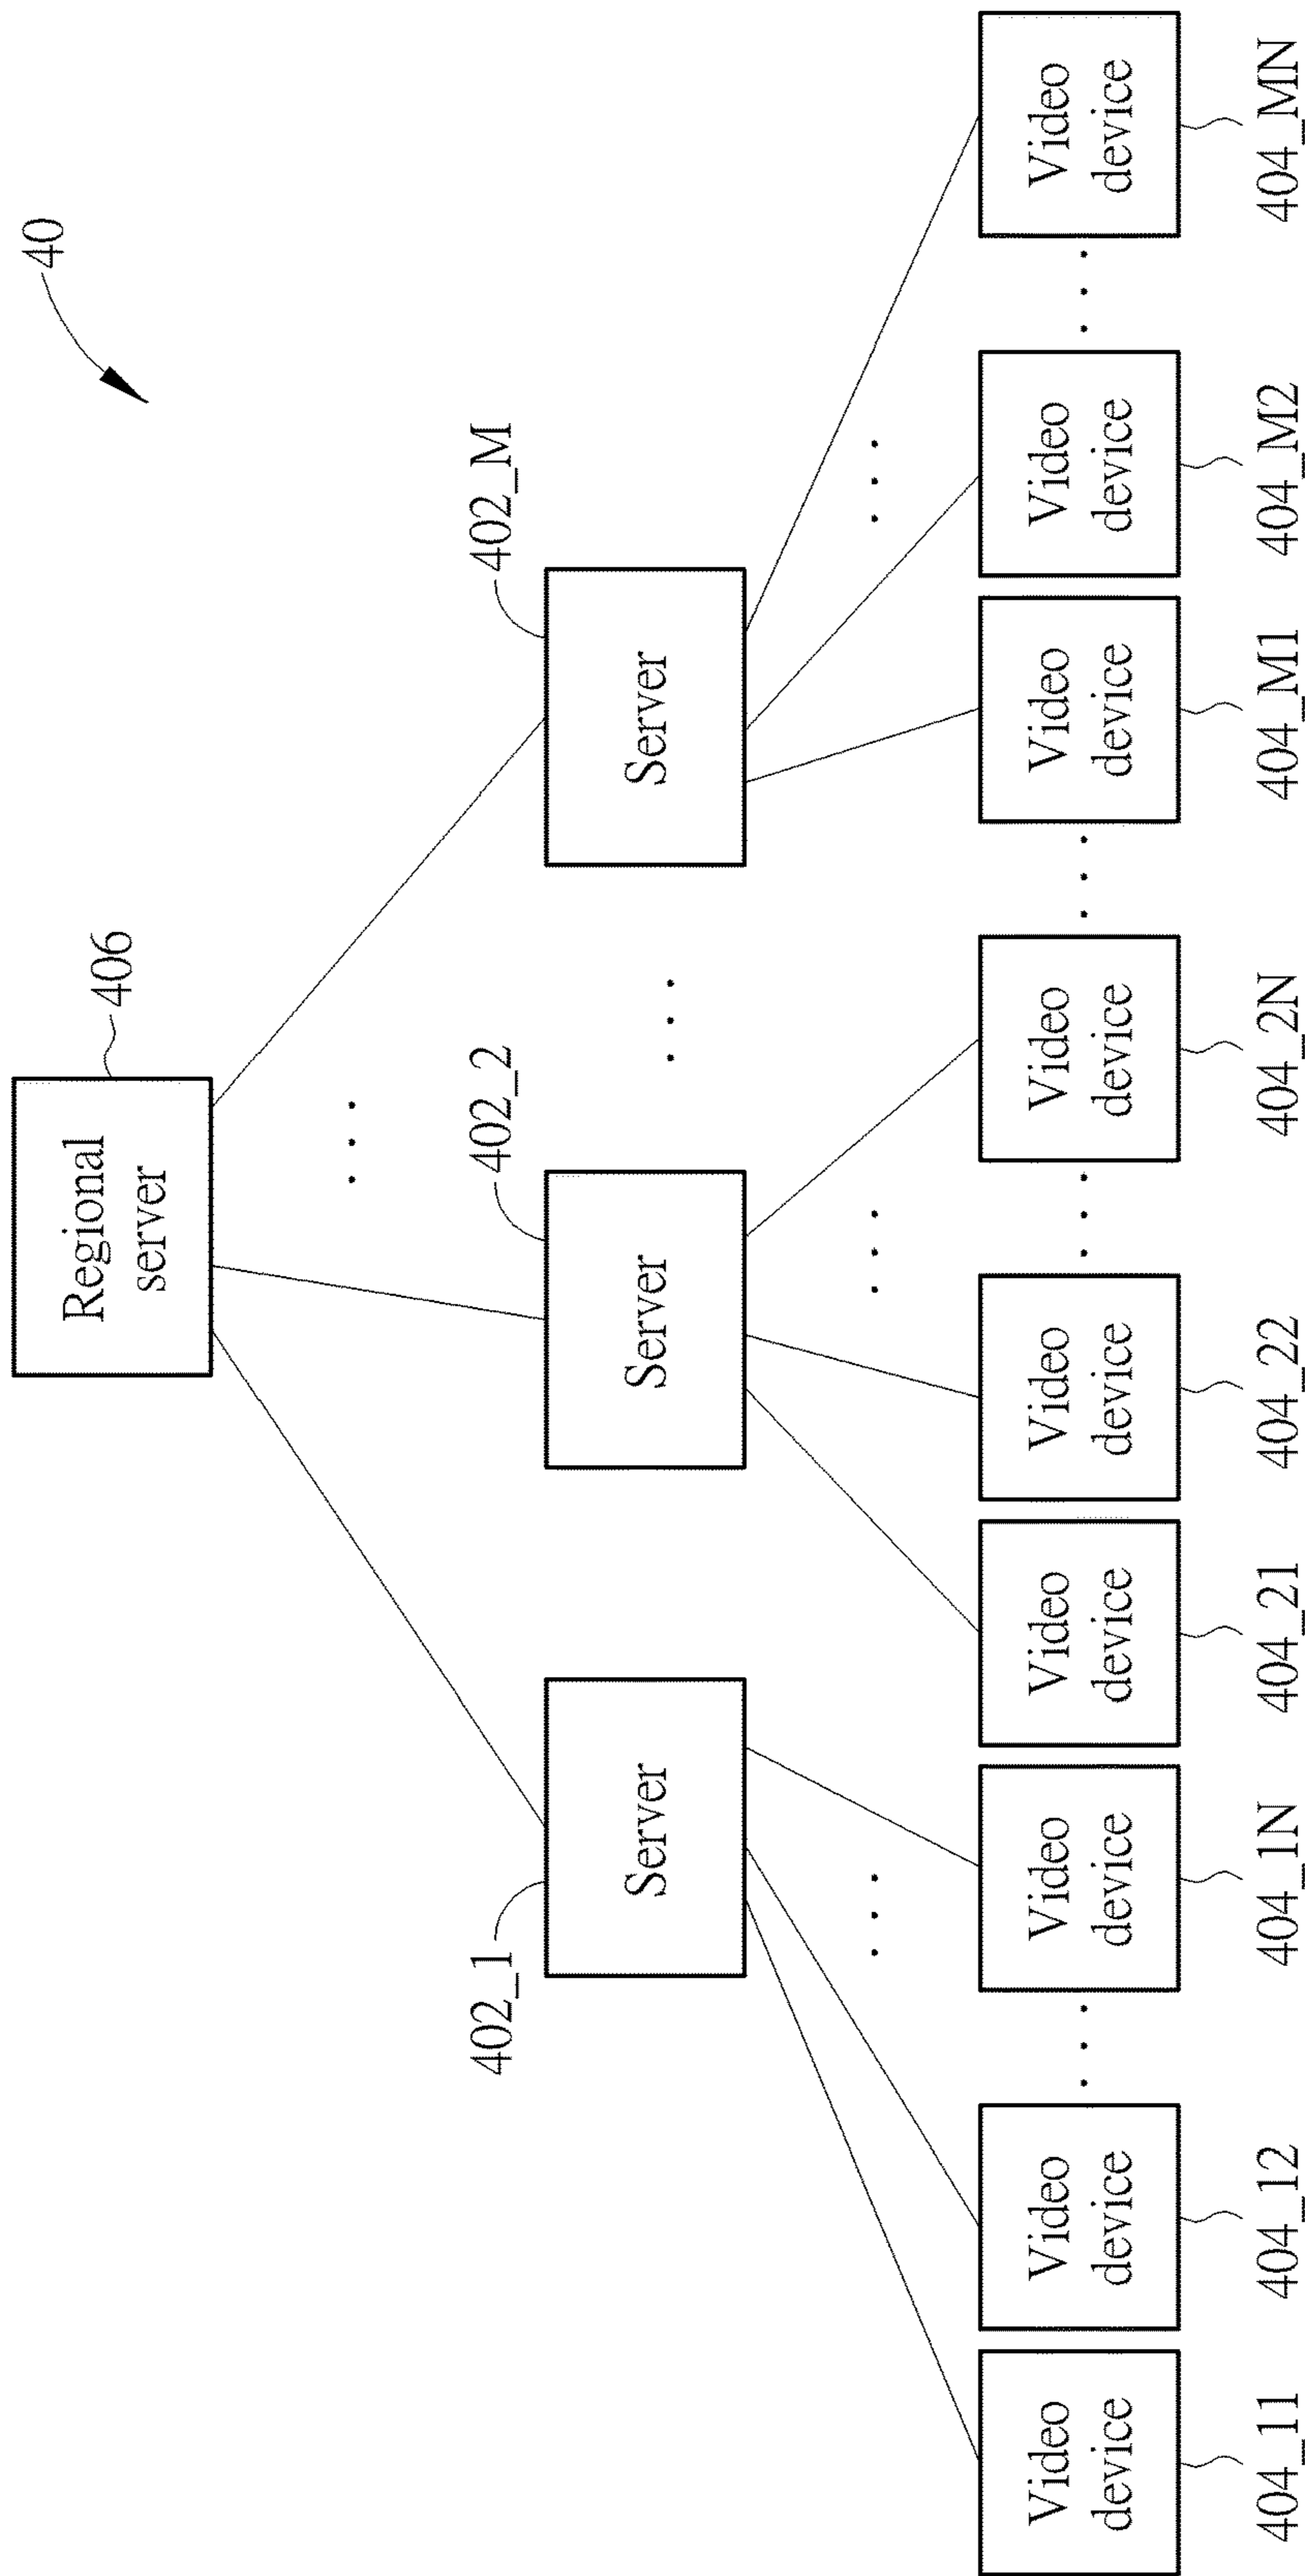 40
Regional
server
406
402_1
Server
402_2
Server
402_M
Server
Video
device
404_11
Video
device
404_12
Video
device
404_1N
Video
device
404_21
Video
device
404_22
Video
device
404_2N
Video
device
404_M1
Video
device
404_M2
Video
device
404_MN